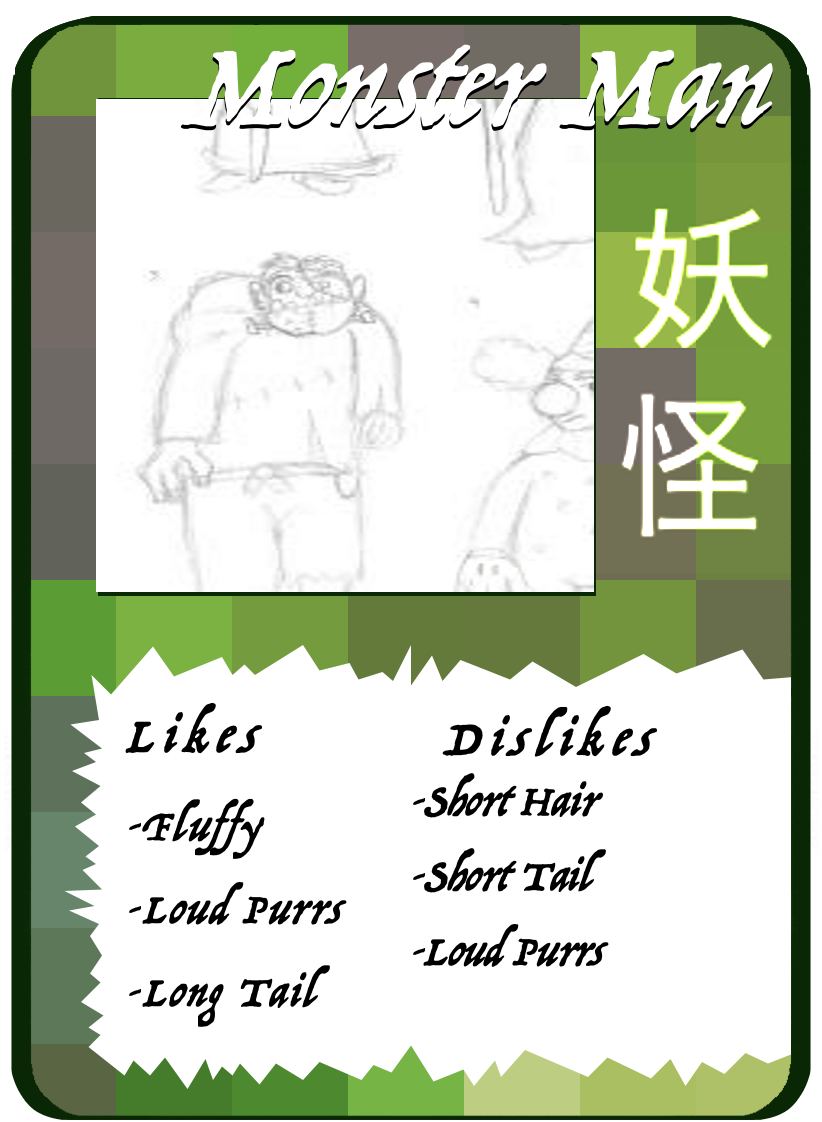 Monster Man
妖怪
Likes
-Fluffy
-Loud Purrs
-Long Tail
Dislikes
-Short Hair
-Short Tail
-Loud Purrs